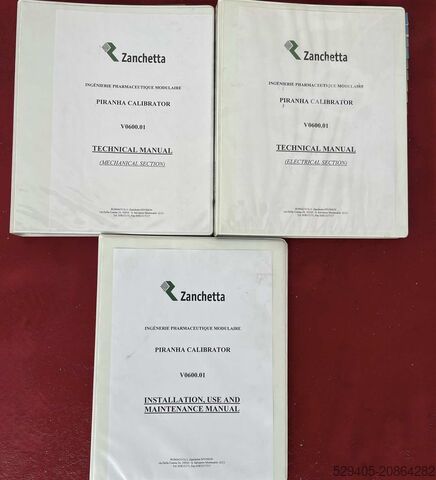 Zanchetta
INGÉNIERIE PHARMACEUTIQUE MODULAIRE
PIRANHA CALIBRATOR
V0600.01
TECHNICAL MANUAL
(MECHANICAL SECTION)
Zanchetta
INGÉNIERIE PHARMACEUTIQUE MODULAIRE
PIRANHA CALIBRATOR
V0600.01
TECHNICAL MANUAL
(ELECTRICAL SECTION)
Zanchetta
INGÉNIERIE PHARMACEUTIQUE MODULAIRE
PIRANHA CALIBRATOR
V0600.01
INSTALLATION, USE AND
MAINTENANCE MANUAL
529405-20864282